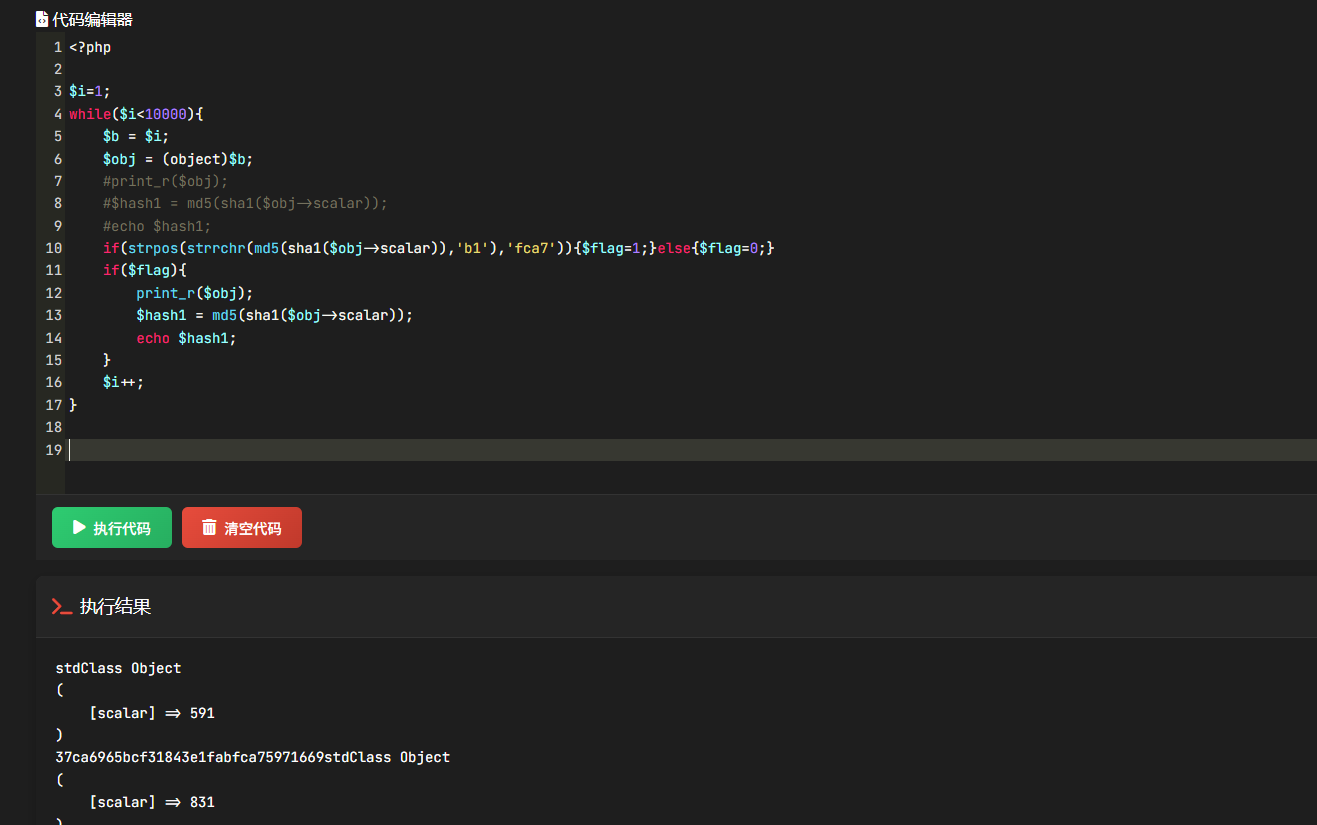 代码编辑器
1 <?php
2
3 $i=1;
4 while($i<10000){
5     $b = $i;
6     $obj = (object)$b;
7     #print_r($obj);
8     #$hash1 = md5(sha1($obj->scalar));
9     #echo $hash1;
10     if(strpos(strrchr(md5(sha1($obj->scalar)),'b1'),'fca7')){$flag=1;}else{$flag=0;}
11     if($flag){
12         print_r($obj);
13         $hash1 = md5(sha1($obj->scalar));
14         echo $hash1;
15     }
16     $i++;
17 }
18
19
执行代码 清空代码
执行结果
stdClass Object
(
    [scalar] => 591
)
37ca6965bcf31843e1fabfca75971669stdClass Object
(
    [scalar] => 831
)